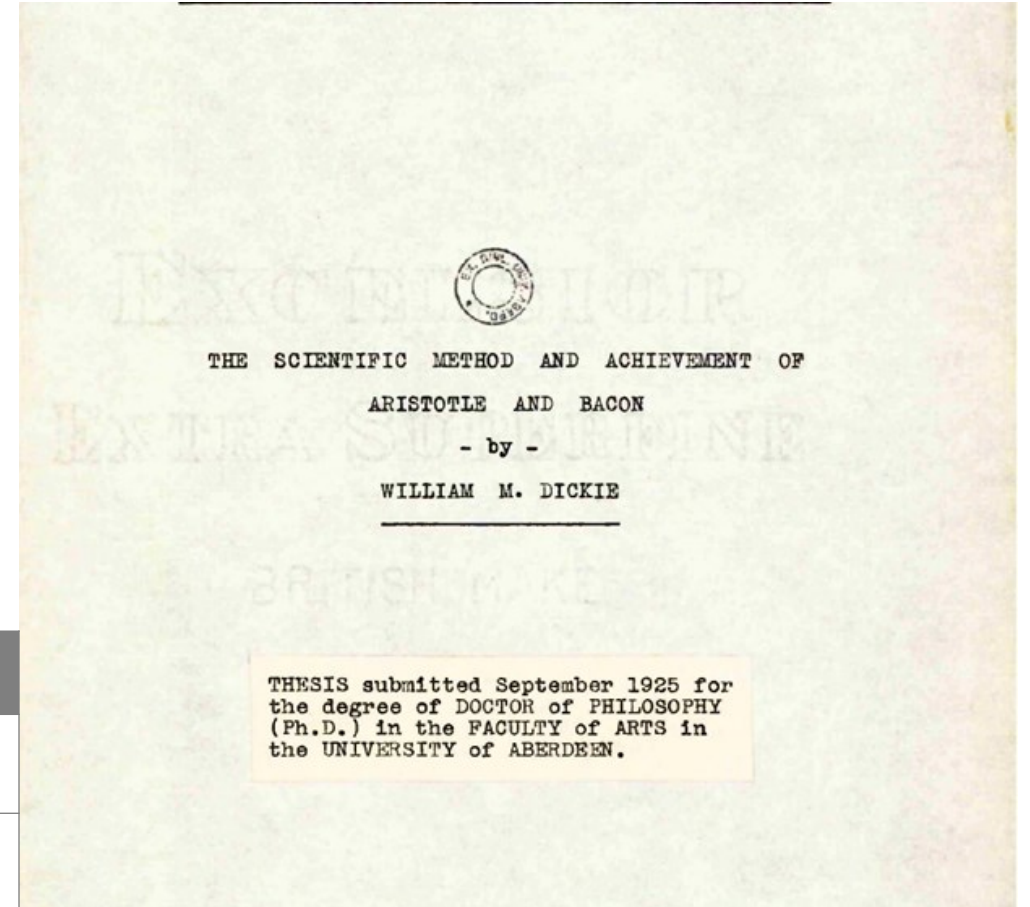 THE SCIENTIFIC METHOD AND ACHIEVEMENT OF
ARISTOTLE AND BACON
- by -
WILLIAM M. DICKIE
THESIS submitted September 1925 for
the degree of DOCTOR of PHILOSOPHY
(Ph.D.) in the FACULTY of ARTS in
the UNIVERSITY of ABERDEEN.